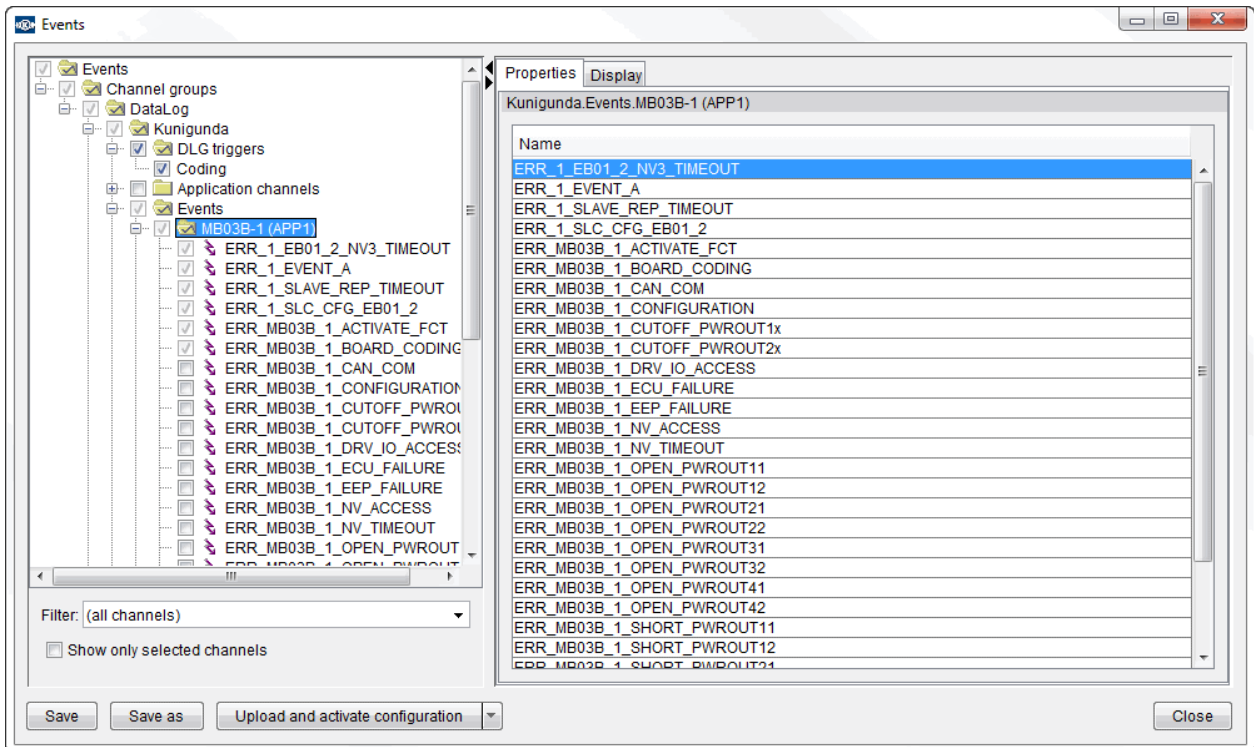 Events
Events
Channel groups
DataLog
Kunigunda
DLG triggers
Coding
Application channels
Events
MB03B-1 (APP1)
ERR_1_EB01_2_NV3_TIMEOUT
ERR_1_EVENT_A
ERR_1_SLAVE_REP_TIMEOUT
ERR_1_SLC_CFG_EB01_2
ERR_MB03B_1_ACTIVATE_FCT
ERR_MB03B_1_BOARD_CODING
ERR_MB03B_1_CAN_COM
ERR_MB03B_1_CONFIGURATION
ERR_MB03B_1_CUTOFF_PWROU
ERR_MB03B_1_CUTOFF_PWROU
ERR_MB03B_1_DRV_IO_ACCESS
ERR_MB03B_1_ECU_FAILURE
ERR_MB03B_1_EEP_FAILURE
ERR_MB03B_1_NV_ACCESS
ERR_MB03B_1_NV_TIMEOUT
ERR_MB03B_1_OPEN_PWROUT
ERR_MB03B_1_OPEN_PWROUT
Filter: (all channels)
Show only selected channels
Properties Display
Kunigunda.Events.MB03B-1 (APP1)
Name
ERR_1_EB01_2_NV3_TIMEOUT
ERR_1_EVENT_A
ERR_1_SLAVE_REP_TIMEOUT
ERR_1_SLC_CFG_EB01_2
ERR_MB03B_1_ACTIVATE_FCT
ERR_MB03B_1_BOARD_CODING
ERR_MB03B_1_CAN_COM
ERR_MB03B_1_CONFIGURATION
ERR_MB03B_1_CUTOFF_PWROUT1x
ERR_MB03B_1_CUTOFF_PWROUT2x
ERR_MB03B_1_DRV_IO_ACCESS
ERR_MB03B_1_ECU_FAILURE
ERR_MB03B_1_EEP_FAILURE
ERR_MB03B_1_NV_ACCESS
ERR_MB03B_1_NV_TIMEOUT
ERR_MB03B_1_OPEN_PWROUT11
ERR_MB03B_1_OPEN_PWROUT12
ERR_MB03B_1_OPEN_PWROUT21
ERR_MB03B_1_OPEN_PWROUT22
ERR_MB03B_1_OPEN_PWROUT31
ERR_MB03B_1_OPEN_PWROUT32
ERR_MB03B_1_OPEN_PWROUT41
ERR_MB03B_1_OPEN_PWROUT42
ERR_MB03B_1_SHORT_PWROUT11
ERR_MB03B_1_SHORT_PWROUT12
ERR_MB03B_1_SHORT_PWROUT21
Save Save as Upload and activate configuration Close